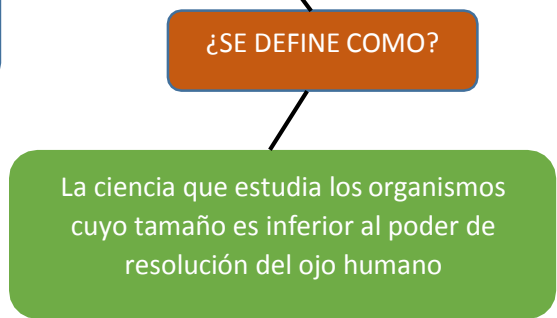 ¿SE DEFINE COMO?
La ciencia que estudia los organismos
cuyo tamaño es inferior al poder de
resolución del ojo humano